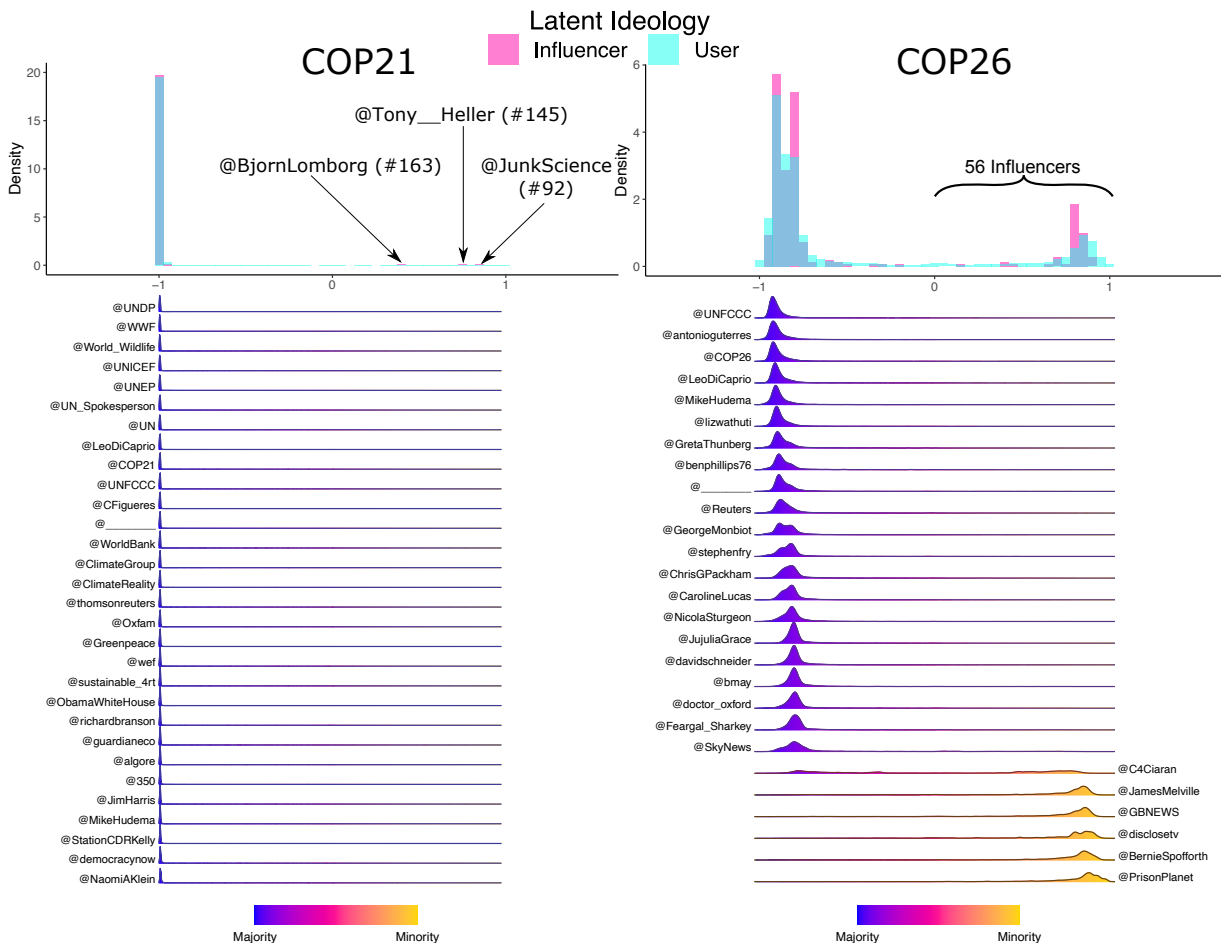 Latent Ideology
Influencer
User
COP21
20
15
10
5
0
Density
@Tony__Heller (#145)
@BjornLomborg (#163)
@JunkScience
(#92)
−1
0
1
@UNDP
@WWF
@World_Wildlife
@UNICEF
@UNEP
@UN_Spokesperson
@UN
@LeoDiCaprio
@COP21
@UNFCCC
@CFigueres
@________
@WorldBank
@ClimateGroup
@ClimateReality
@thomsonreuters
@Oxfam
@Greenpeace
@wef
@sustainable_4rt
@ObamaWhiteHouse
@richardbranson
@guardianeco
@algore
@350
@JimHarris
@MikeHudema
@StationCDRKelly
@democracynow
@NaomiAKlein
Majority
Minority
COP26
6
4
2
0
Density
56 Influencers
−1
0
1
@UNFCCC
@antonioguterres
@COP26
@LeoDiCaprio
@MikeHudema
@lizwathuti
@GretaThunberg
@benphillips76
@________
@Reuters
@GeorgeMonbiot
@stephenfry
@ChrisGPackham
@CarolineLucas
@NicolaSturgeon
@JujuliaGrace
@davidschneider
@bmay
@doctor_oxford
@Feargal_Sharkey
@SkyNews
@C4Ciaran
@JamesMelville
@GBNEWS
@disclosetv
@BernieSpofforth
@PrisonPlanet
Majority
Minority